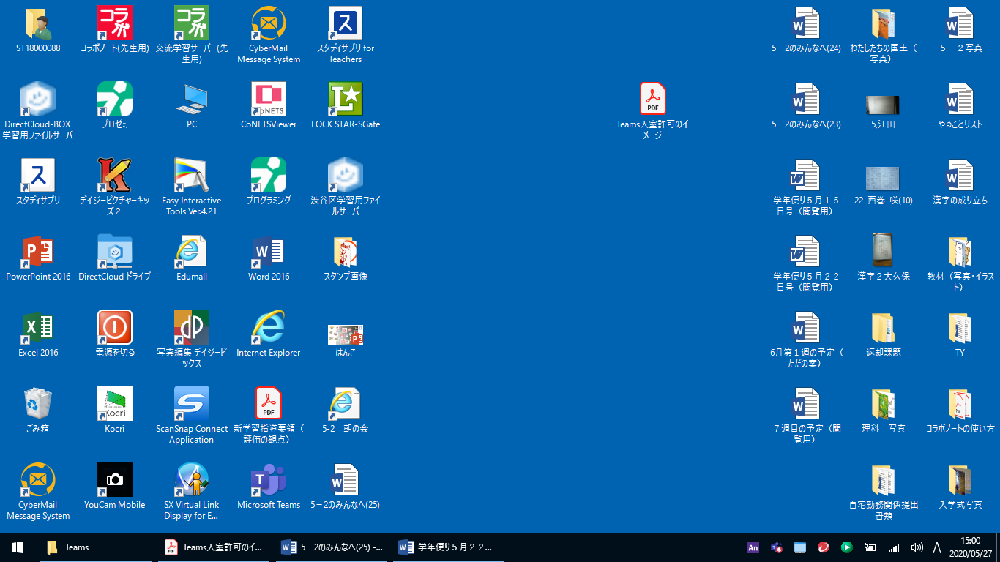 ST18000088
コラボノート(先生用)
交流学習サーバー(先
生用)
CyberMail
Message System
スタディサプリ for
Teachers
5－2のみんなへ(24)
わたしたちの国土（
写真）
５－２写真
DirectCloud-BOX
学習用ファイルサーバ
プロゼミ
PC
CoNETSViewer
LOCK STAR-SGate
PDF
Teams入室許可のイ
メージ
5－2のみんなへ(23)
5,江田
やることリスト
スタディサプリ
デイジーピクチャーキッ
ズ２
Easy Interactive
Tools Ver.4.21
プログラミング
渋谷区学習用ファイ
ルサーバ
学年便り５月１５
日号（閲覧用）
22 西巻 咲(10)
漢字の成り立ち
PowerPoint 2016
DirectCloud ドライブ
Edumall
Word 2016
スタンプ画像
学年便り５月２２
日号（閲覧用）
漢字２大久保
教材（写真・イラス
ト）
Excel 2016
電源を切る
写真編集 デイジーピ
ックス
Internet Explorer
はんこ
6月第１週の予定（
ただの案）
返却課題
TY
ごみ箱
Kocri
Kocri
ScanSnap Connect
Application
PDF
新学習指導要領（
評価の観点）
5-2　朝の会
７週目の予定（閲
覧用）
理科　写真
コラボノートの使い方
CyberMail
Message System
YouCam Mobile
SX Virtual Link
Display for E...
Microsoft Teams
5－2のみんなへ(25)
自宅勤務関係提出
書類
入学式写真
Teams
Teams入室許可のイ...
5－2のみんなへ(25) -...
学年便り５月２２...
An
A
15:00
2020/05/27